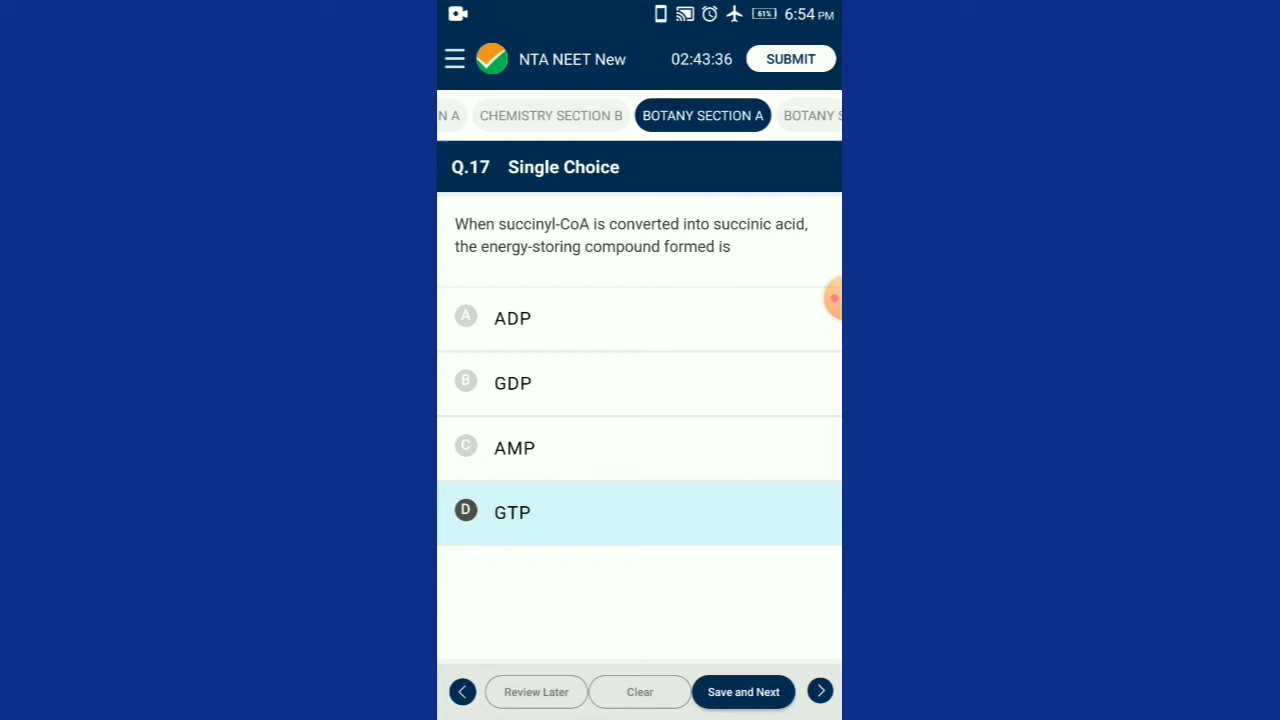 61% 6:54 PM
NTA NEET New 02:43:36 SUBMIT
N A CHEMISTRY SECTION B BOTANY SECTION A BOTANY S
Q.17 Single Choice
When succinyl-CoA is converted into succinic acid,
the energy-storing compound formed is
A ADP
B GDP
C AMP
D GTP
Review Later Clear Save and Next